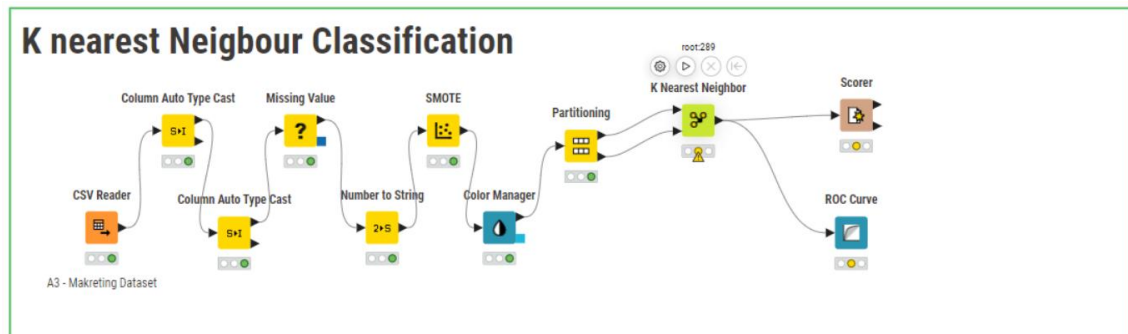 K nearest Neigbour Classification
root:289
Column Auto Type Cast
Missing Value
SMOTE
Partitioning
K Nearest Neighbor
Scorer
S▸I
?
CSV Reader
Column Auto Type Cast
Number to String
Color Manager
ROC Curve
S▸I
2▸S
A3 - Makreting Dataset